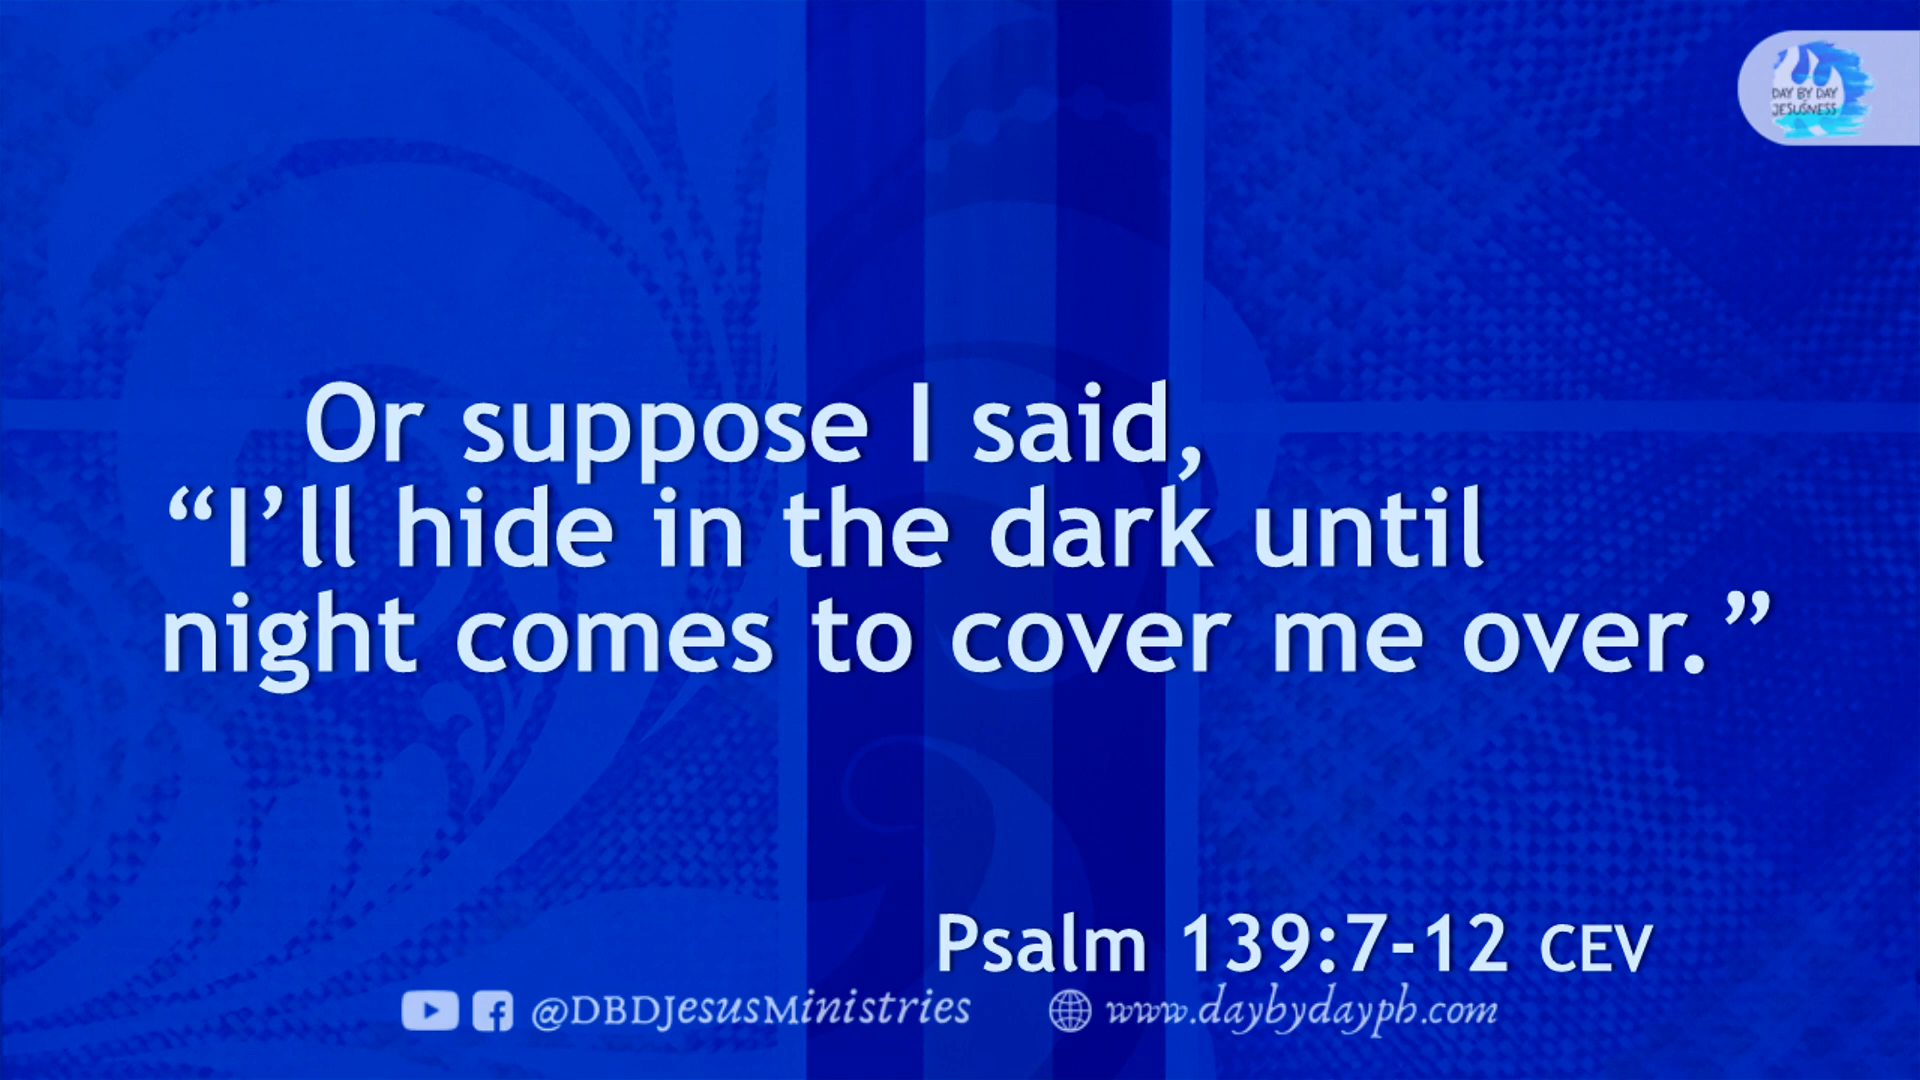 DAY BY DAY
JESUSNESS
Or suppose I said,
“I’ll hide in the dark until
night comes to cover me over.”
Psalm 139:7-12 CEV
@DBDJesusMinistries www.daybydayph.com